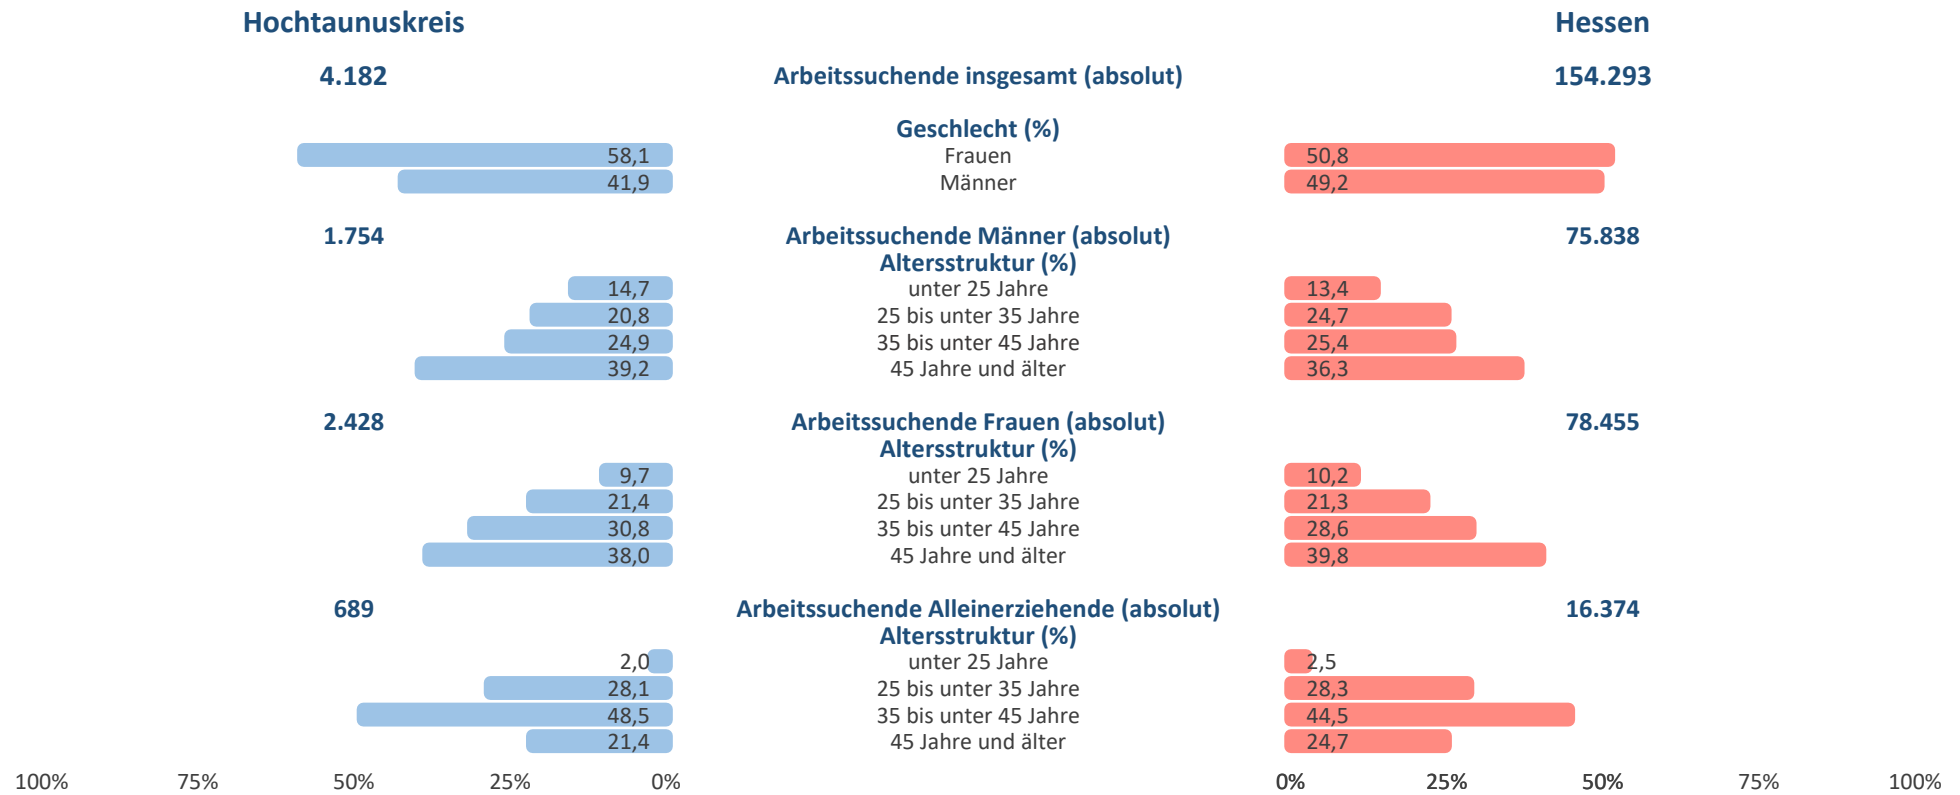 Hochtaunuskreis Hessen
4.182 Arbeitssuchende insgesamt (absolut) 154.293
Geschlecht (%)
58,1 Frauen 50,8
41,9 Männer 49,2
1.754 Arbeitssuchende Männer (absolut) 75.838
Altersstruktur (%)
14,7 unter 25 Jahre 13,4
20,8 25 bis unter 35 Jahre 24,7
24,9 35 bis unter 45 Jahre 25,4
39,2 45 Jahre und älter 36,3
2.428 Arbeitssuchende Frauen (absolut) 78.455
Altersstruktur (%)
9,7 unter 25 Jahre 10,2
21,4 25 bis unter 35 Jahre 21,3
30,8 35 bis unter 45 Jahre 28,6
38,0 45 Jahre und älter 39,8
689 Arbeitssuchende Alleinerziehende (absolut) 16.374
Altersstruktur (%)
2,0 unter 25 Jahre 2,5
28,1 25 bis unter 35 Jahre 28,3
48,5 35 bis unter 45 Jahre 44,5
21,4 45 Jahre und älter 24,7
100% 75% 50% 25% 0% 0% 25% 50% 75% 100%